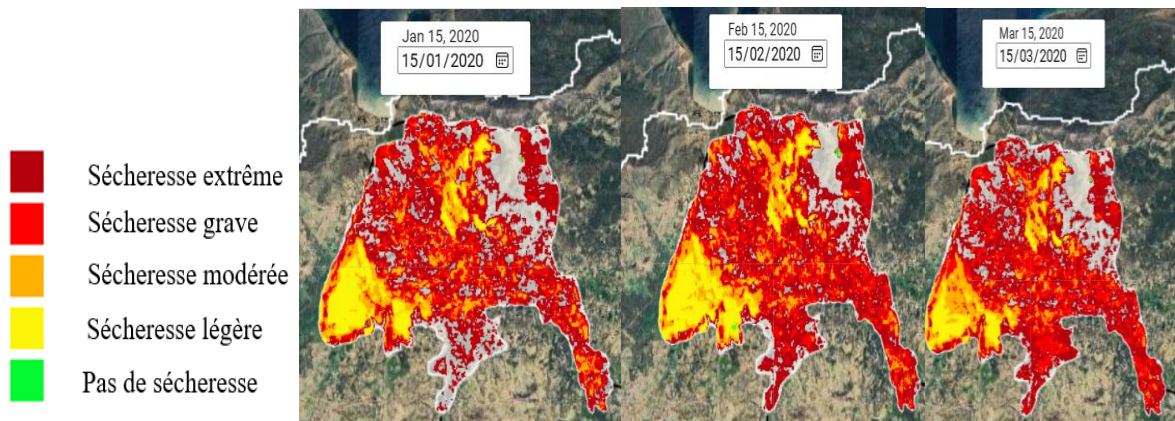 Jan 15, 2020
15/01/2020
Feb 15, 2020
15/02/2020
Mar 15, 2020
15/03/2020
Sécheresse extrême
Sécheresse grave
Sécheresse modérée
Sécheresse légère
Pas de sécheresse